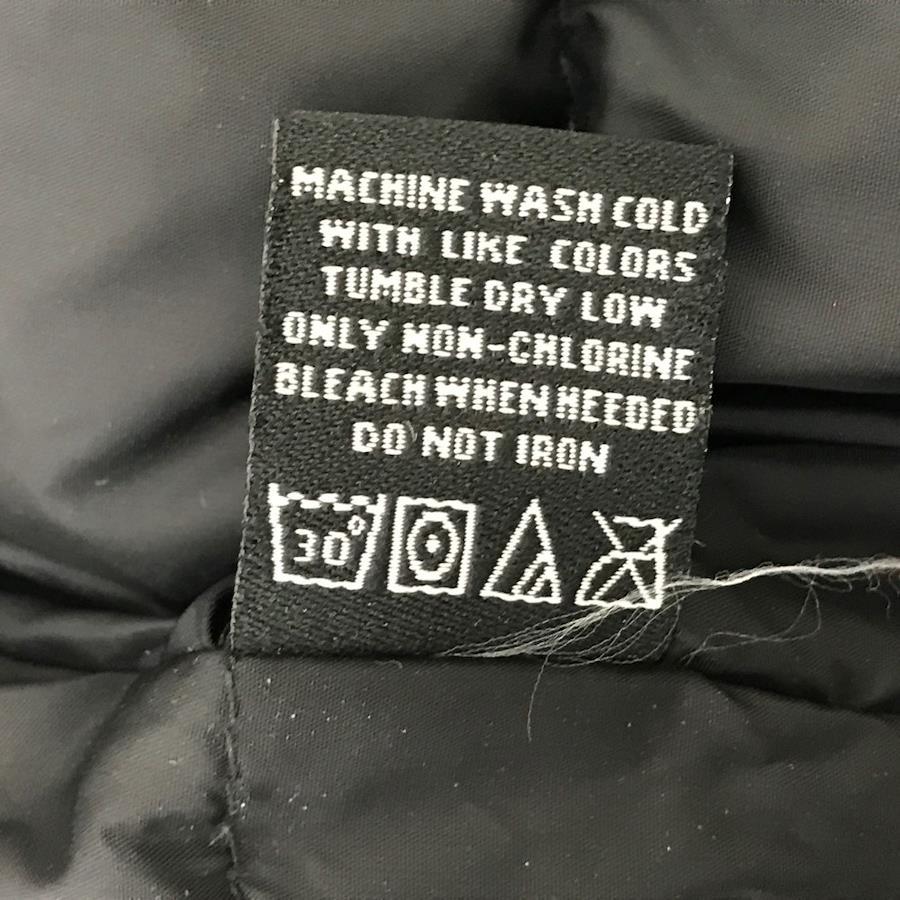 MACHINE WASH COLD
WITH LIKE COLORS
TUMBLE DRY LOW
ONLY NON-CHLORINE
BLEACH WHEN NEEDED
DO NOT IRON
30°